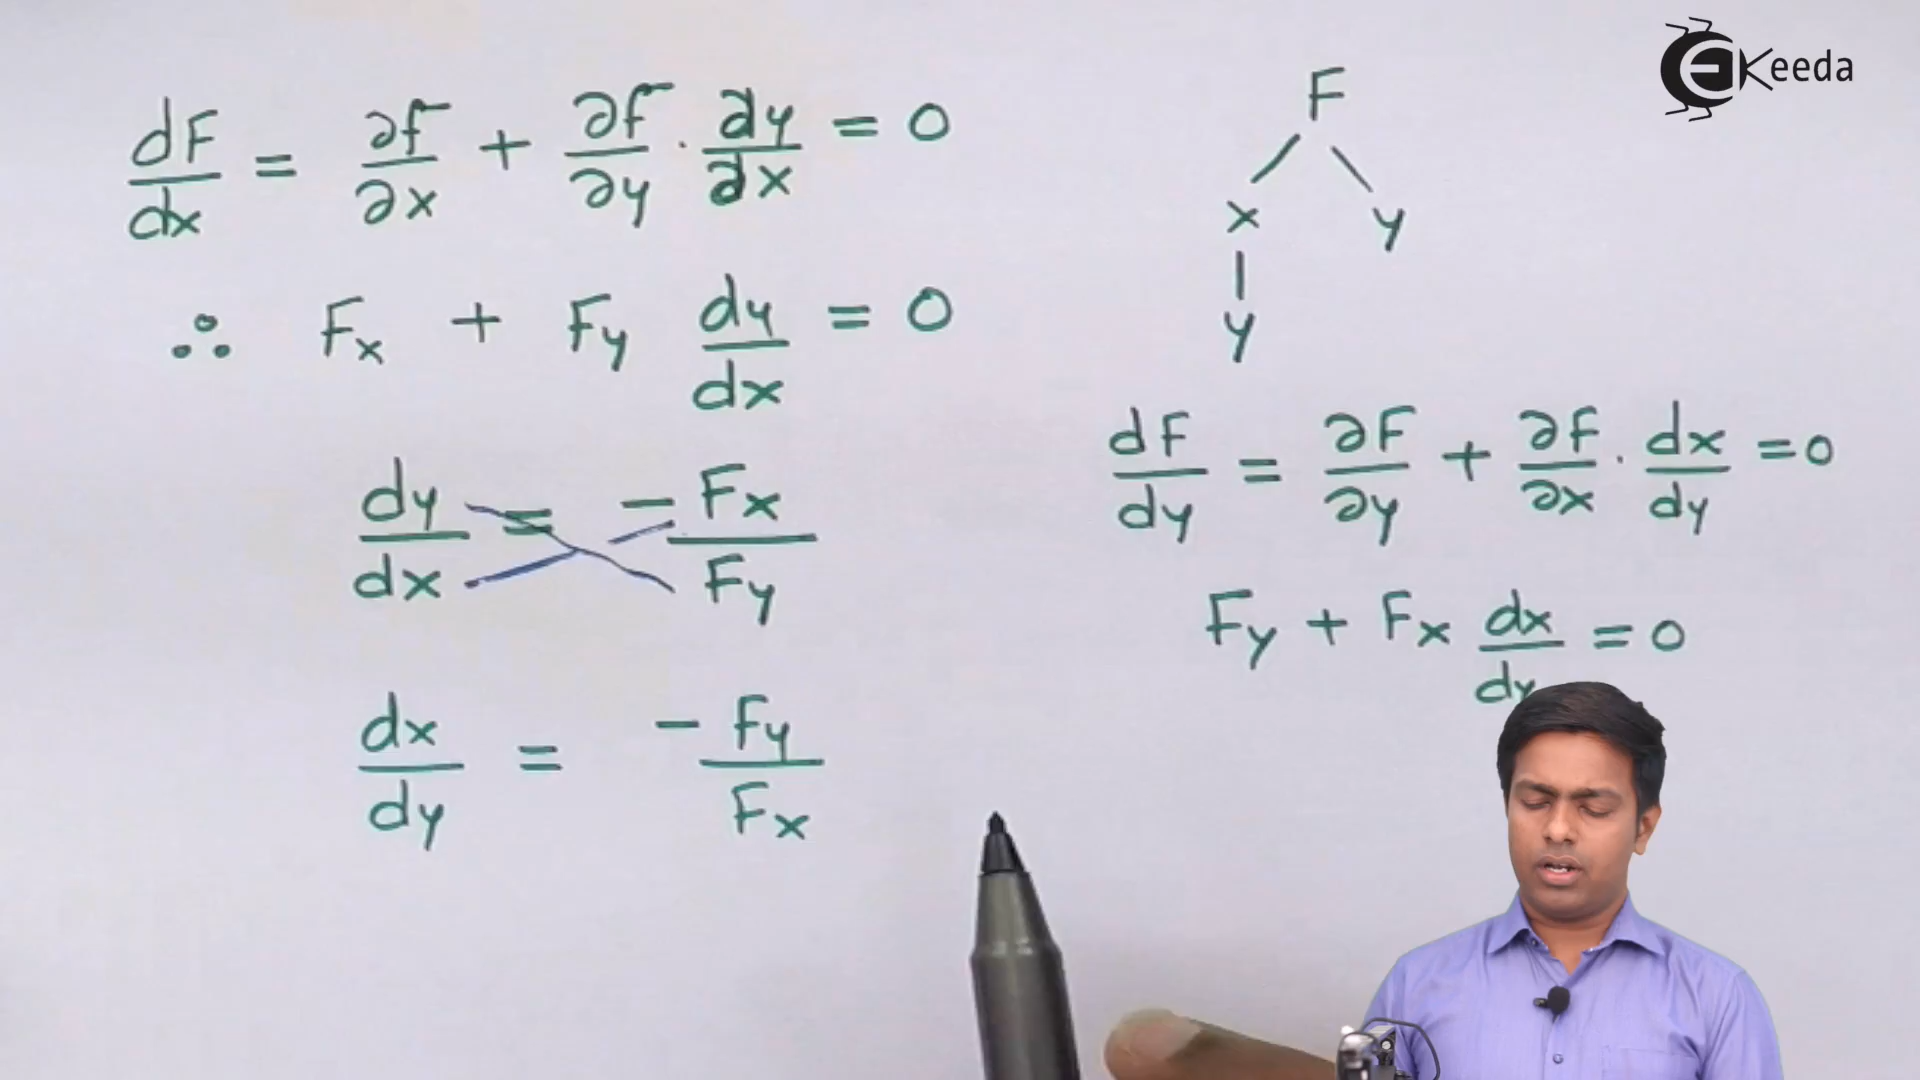 EKeeda
dF/dx = ∂f/∂x + ∂f/∂y · dy/dx = 0
∴ Fx + Fy dy/dx = 0
dy/dx = -Fx/Fy
dx/dy = -Fy/Fx
F
x y
y
dF/dy = ∂F/∂y + ∂F/∂x · dx/dy = 0
Fy + Fx dx/dy = 0